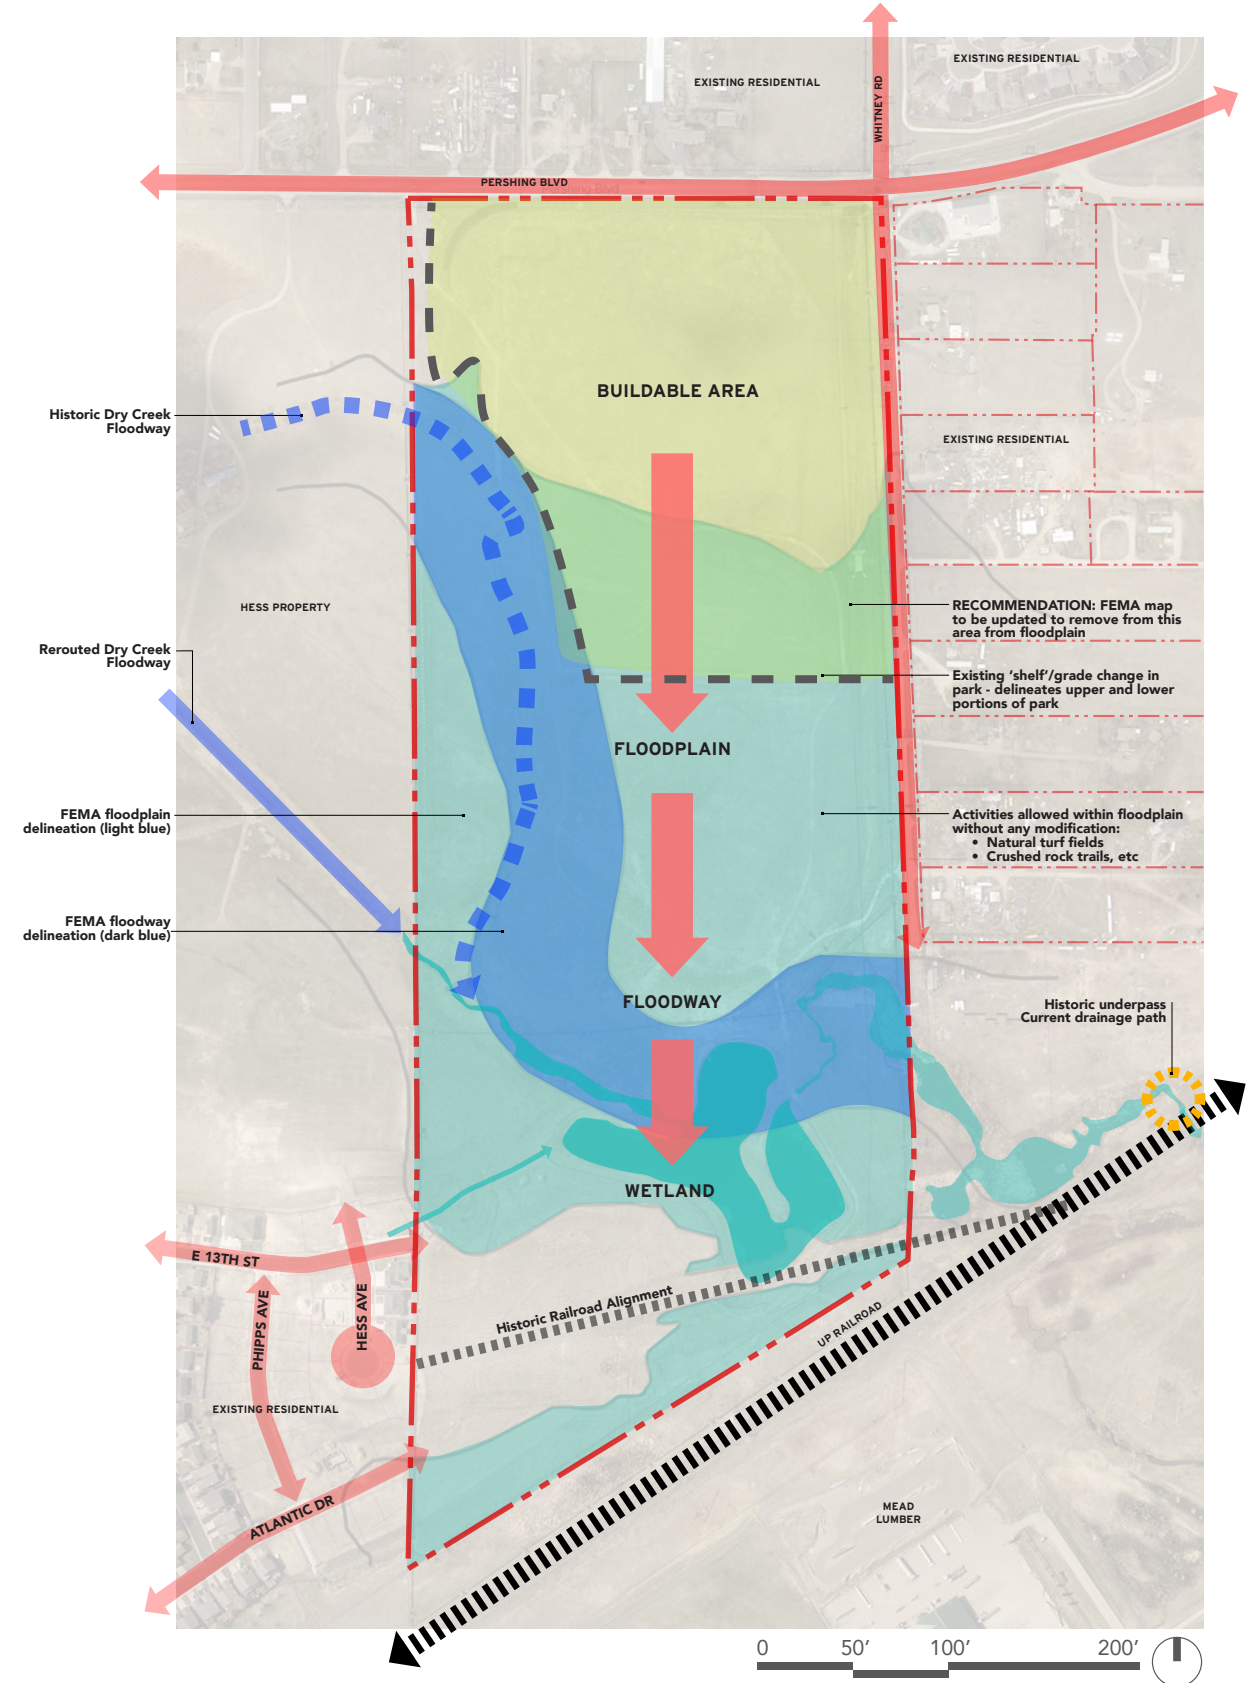 EXISTING RESIDENTIAL
EXISTING RESIDENTIAL
WHITNEY RD
PERSHING BLVD
BUILDABLE AREA
Historic Dry Creek
Floodway
EXISTING RESIDENTIAL
HESS PROPERTY
RECOMMENDATION: FEMA map
to be updated to remove from this
area from floodplain
Rerouted Dry Creek
Floodway
Existing ‘shelf’/grade change in
park - delineates upper and lower
portions of park
FLOODPLAIN
FEMA floodplain
delineation (light blue)
Activities allowed within floodplain
without any modification:
• Natural turf fields
• Crushed rock trails, etc
FEMA floodway
delineation (dark blue)
FLOODWAY
Historic underpass
Current drainage path
WETLAND
E 13TH ST
HESS AVE
PHIPPS AVE
Historic Railroad Alignment
UP RAILROAD
EXISTING RESIDENTIAL
ATLANTIC DR
MEAD
LUMBER
0 50’ 100’ 200’